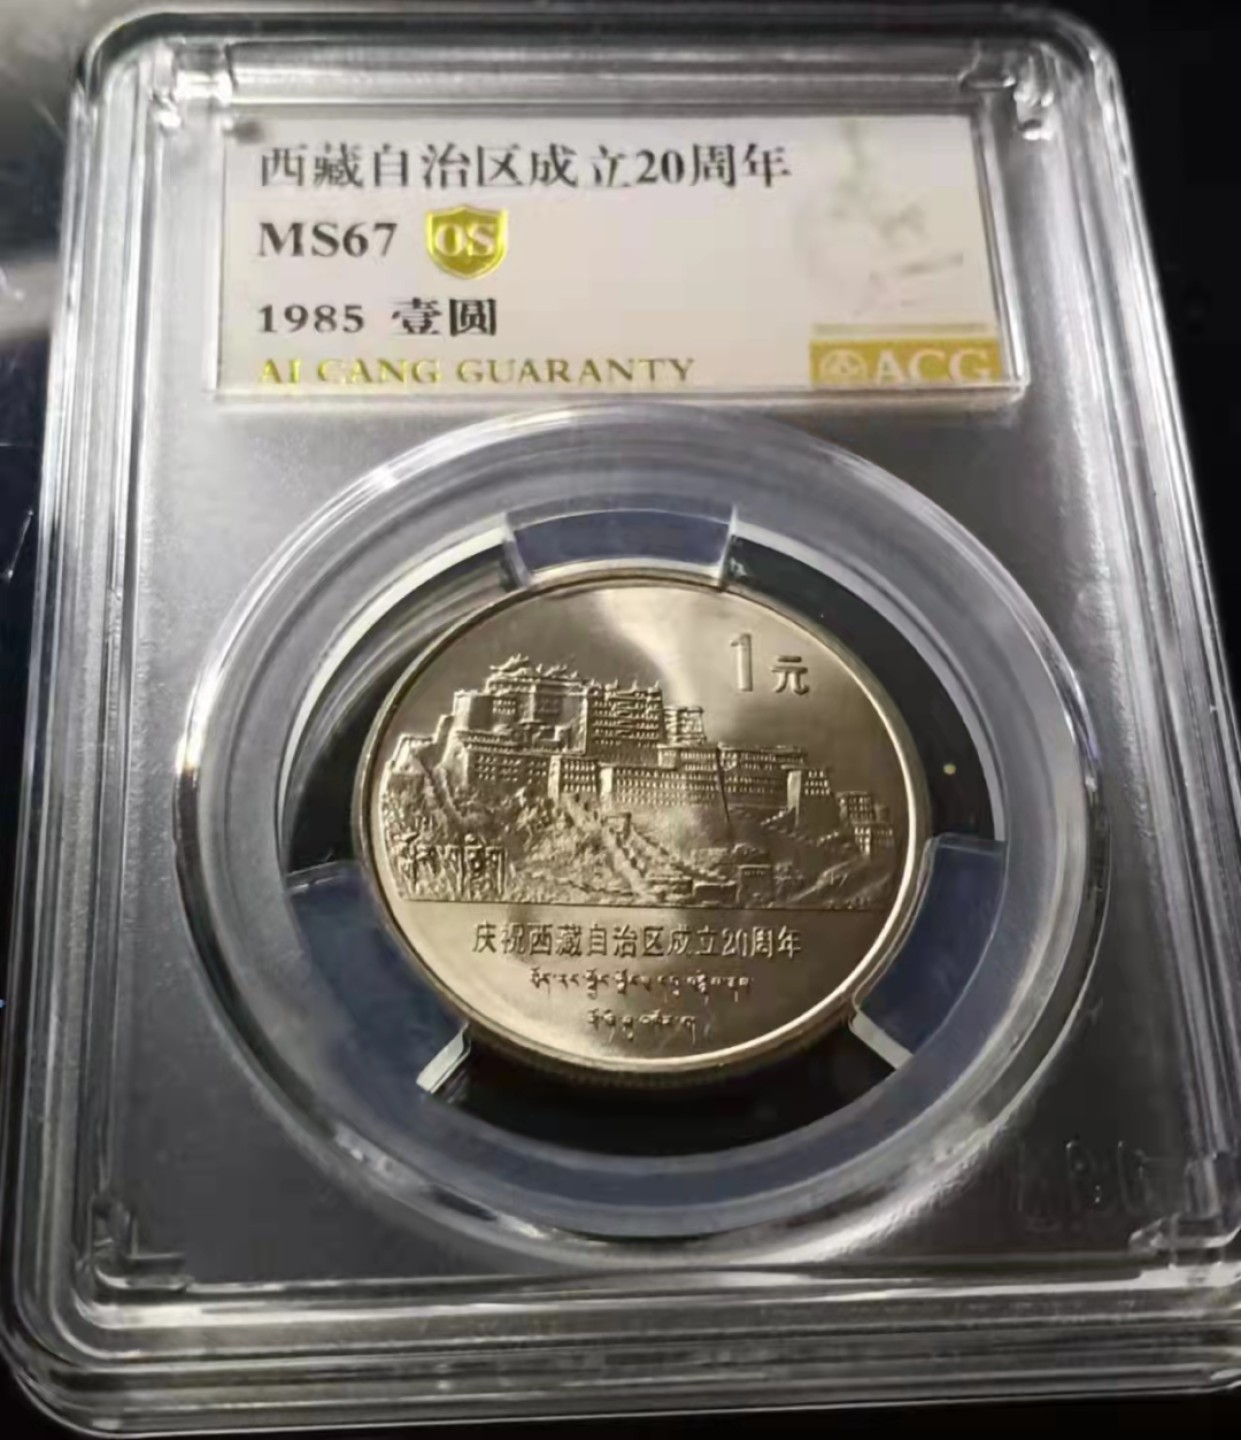 西藏自治区成立20周年
MS67 OS
1985 壹圆
AI CANG GUARANTY
ACG
1元
庆祝西藏自治区成立20周年